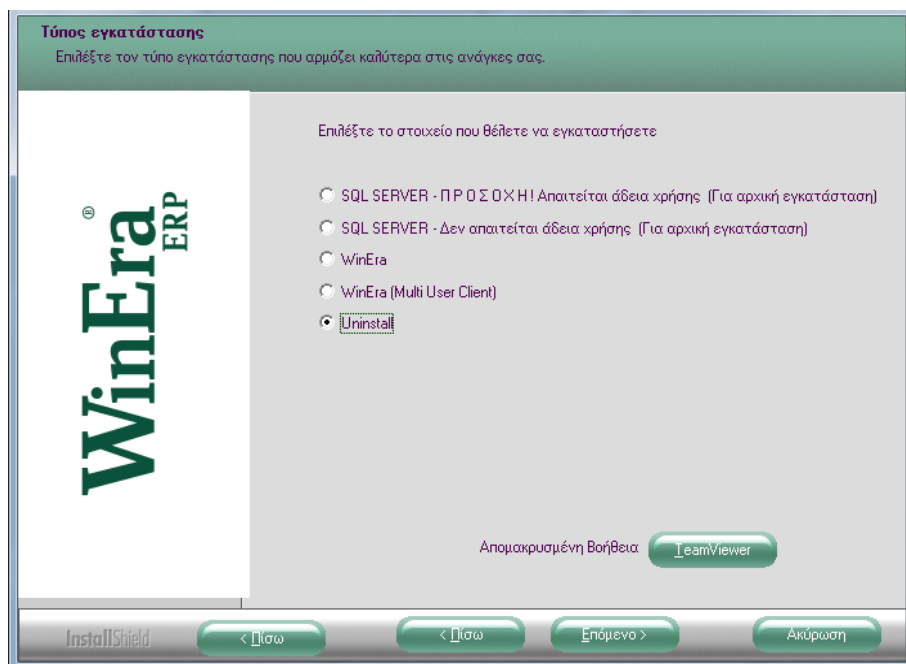 Τύπος εγκατάστασης
Επιλέξτε τον τύπο εγκατάστασης που αρμόζει καλύτερα στις ανάγκες σας.
Επιλέξτε το στοιχείο που θέλετε να εγκαταστήσετε
SQL SERVER - Π Ρ Ο Σ Ο Χ Η ! Απαιτείται άδεια χρήσης (Για αρχική εγκατάσταση)
SQL SERVER - Δεν απαιτείται άδεια χρήσης (Για αρχική εγκατάσταση)
WinEra
WinEra (Multi User Client)
Uninstall
WinEra®
ERP
Απομακρυσμένη Βοήθεια TeamViewer
InstallShield < Πίσω < Πίσω Επόμενο > Ακύρωση